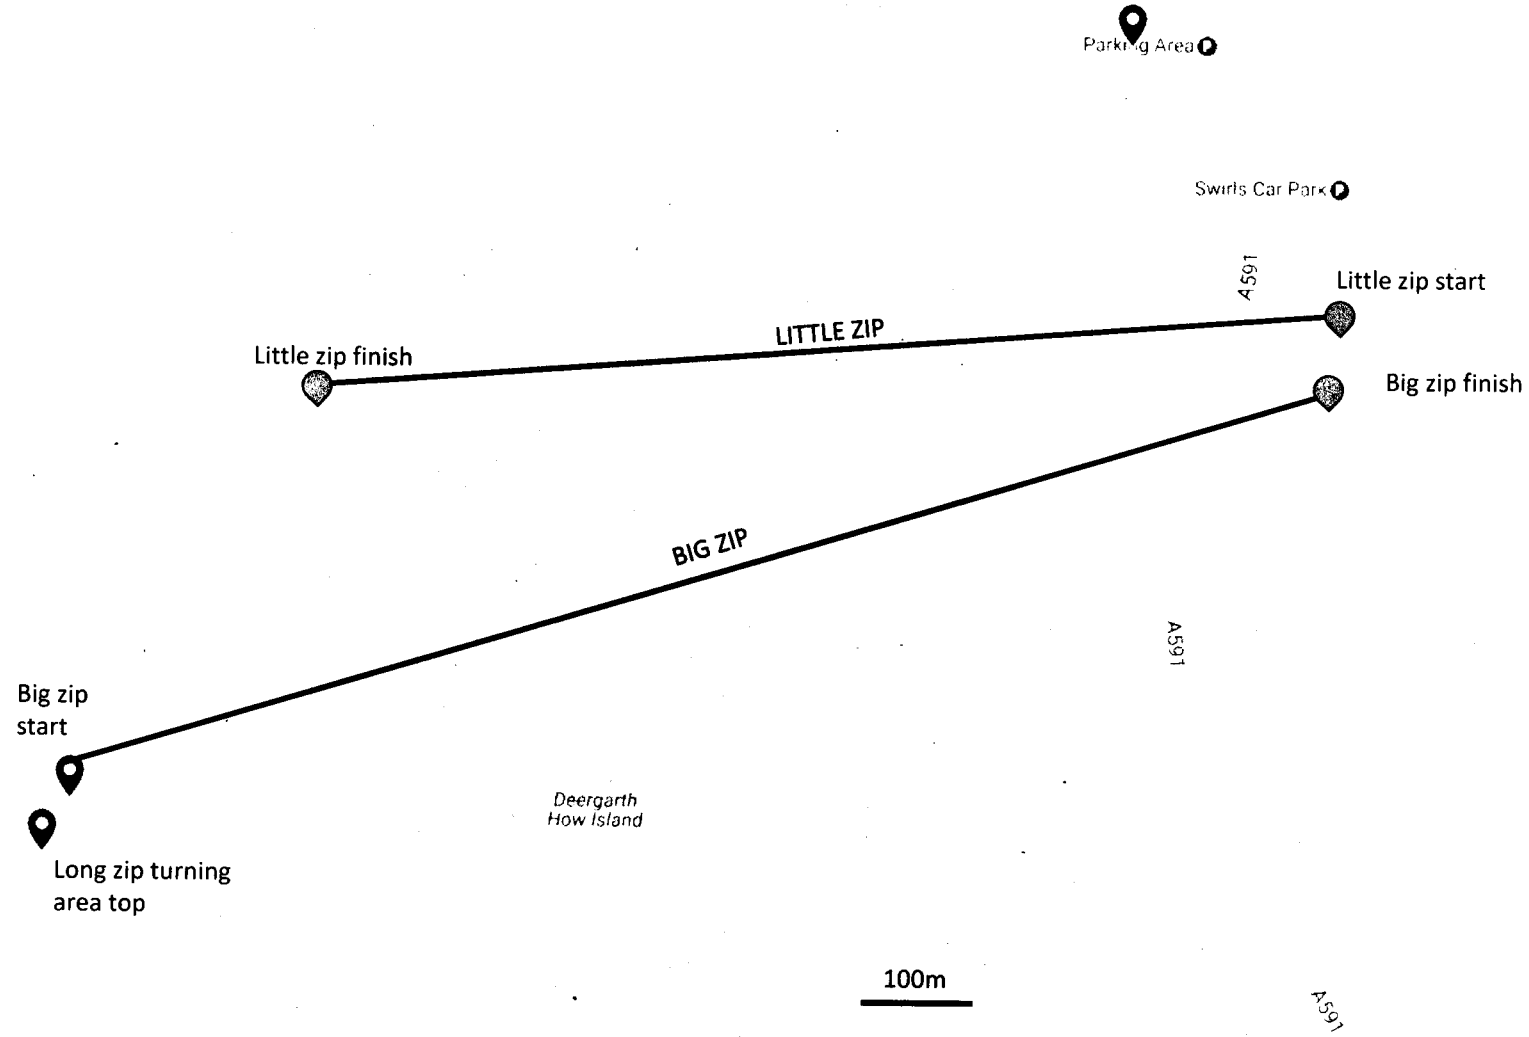 Parking Area
Swirls Car Park
A591
Little zip start
LITTLE ZIP
Little zip finish
Big zip finish
BIG ZIP
A591
Big zip
start
Deergarth
How Island
Long zip turning
area top
100m
A591